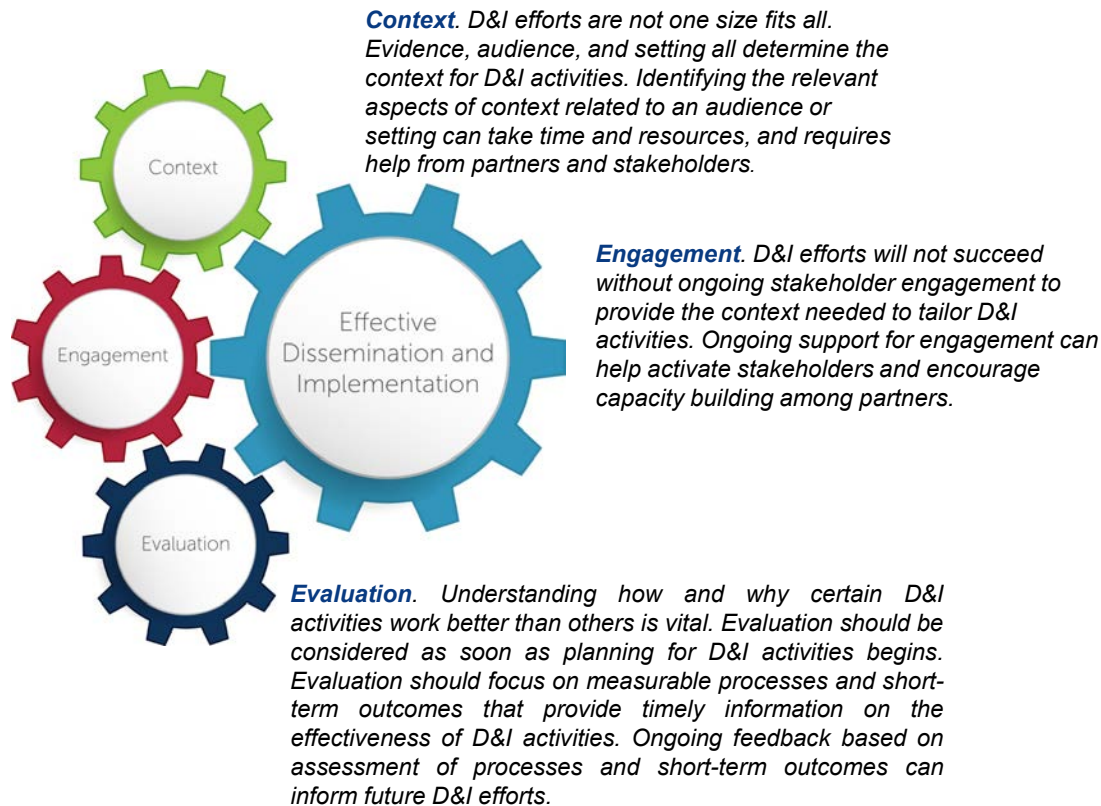 Context. D&I efforts are not one size fits all.
Evidence, audience, and setting all determine the
context for D&I activities. Identifying the relevant
aspects of context related to an audience or
setting can take time and resources, and requires
help from partners and stakeholders.
Context
Engagement. D&I efforts will not succeed
without ongoing stakeholder engagement to
provide the context needed to tailor D&I
activities. Ongoing support for engagement can
help activate stakeholders and encourage
capacity building among partners.
Engagement
Effective
Dissemination and
Implementation
Evaluation
Evaluation. Understanding how and why certain D&I
activities work better than others is vital. Evaluation should be
considered as soon as planning for D&I activities begins.
Evaluation should focus on measurable processes and short-
term outcomes that provide timely information on the
effectiveness of D&I activities. Ongoing feedback based on
assessment of processes and short-term outcomes can
inform future D&I efforts.